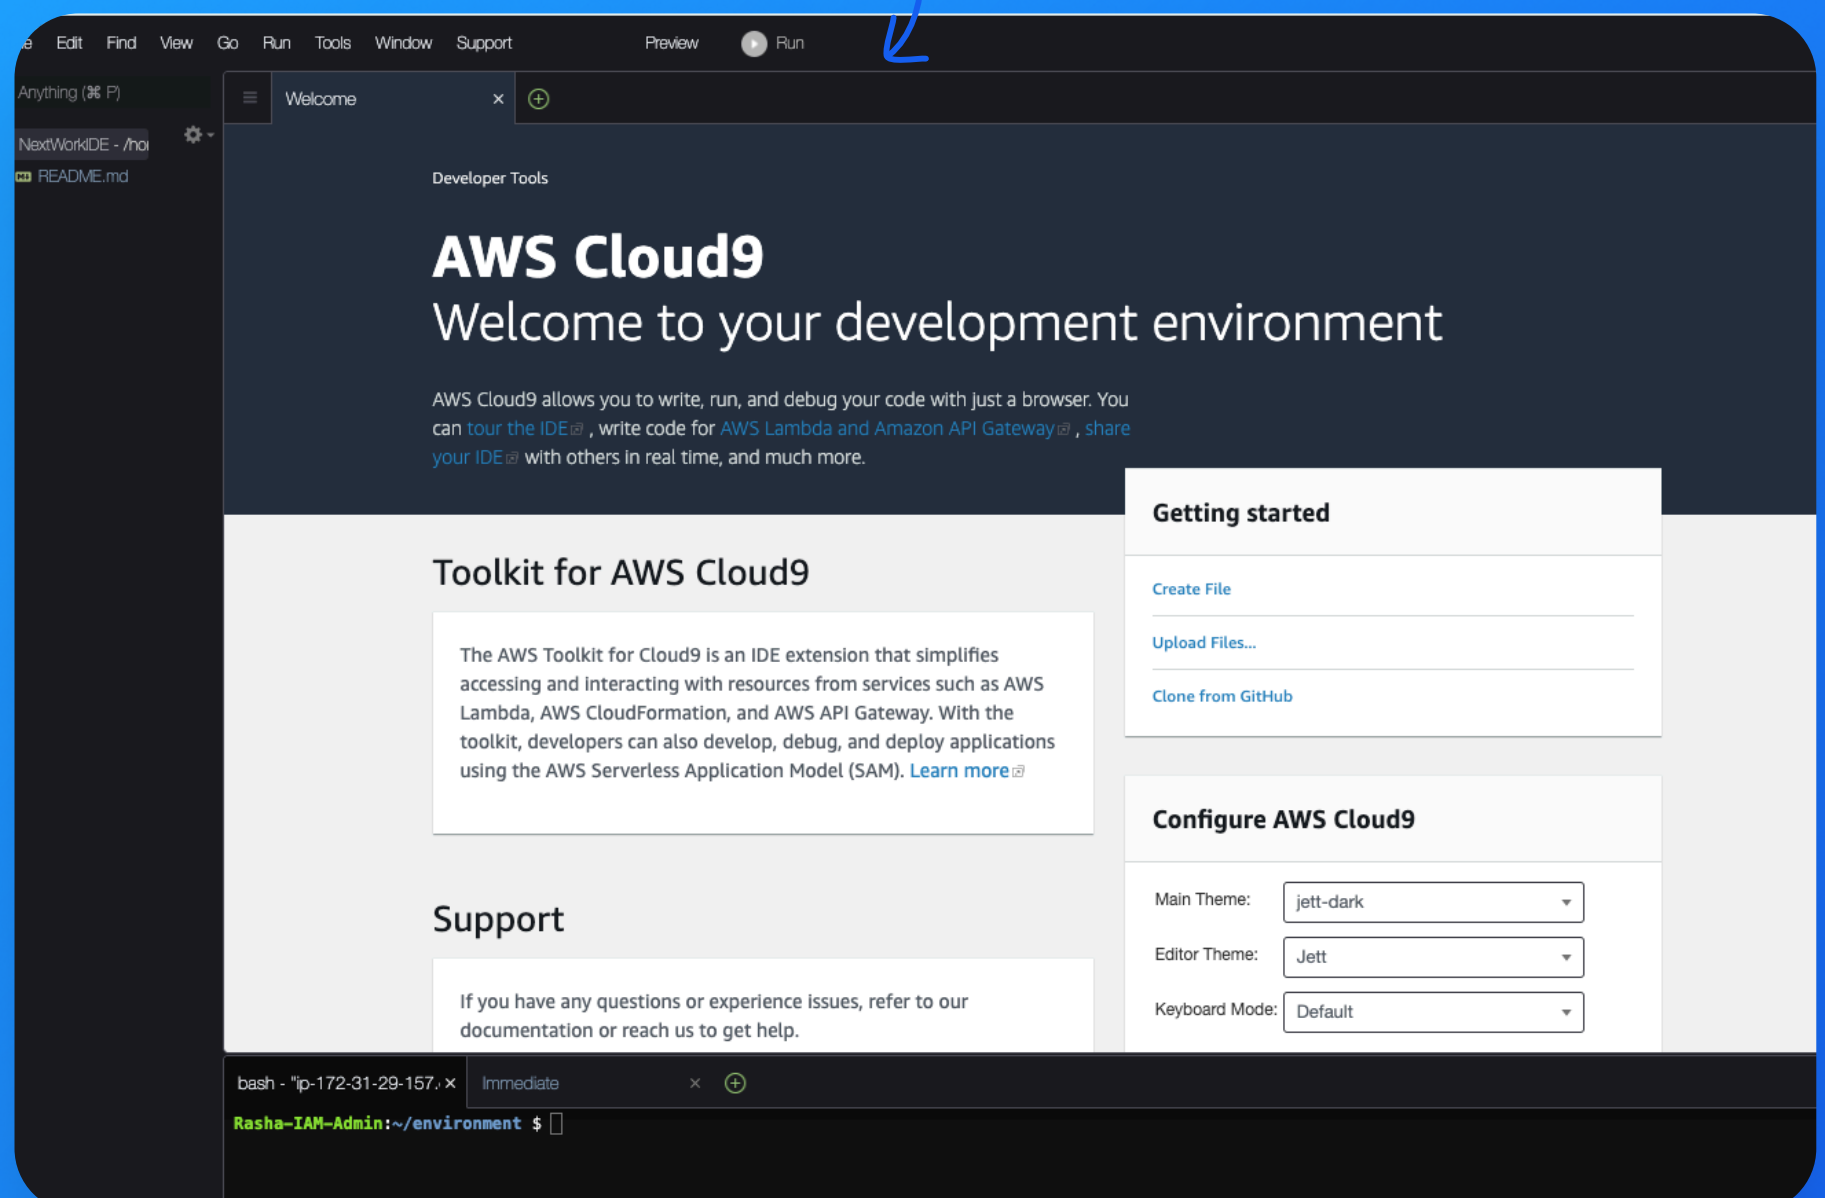 Edit Find View Go Run Tools Window Support Preview Run
Anything (⌘ P)
Welcome
NextWorkIDE - /ho
README.md
Developer Tools
AWS Cloud9
Welcome to your development environment
AWS Cloud9 allows you to write, run, and debug your code with just a browser. You
can tour the IDE , write code for AWS Lambda and Amazon API Gateway , share
your IDE with others in real time, and much more.
Getting started
Create File
Upload Files...
Clone from GitHub
Toolkit for AWS Cloud9
The AWS Toolkit for Cloud9 is an IDE extension that simplifies
accessing and interacting with resources from services such as AWS
Lambda, AWS CloudFormation, and AWS API Gateway. With the
toolkit, developers can also develop, debug, and deploy applications
using the AWS Serverless Application Model (SAM). Learn more
Configure AWS Cloud9
Main Theme: jett-dark
Editor Theme: Jett
Keyboard Mode: Default
Support
If you have any questions or experience issues, refer to our
documentation or reach us to get help.
bash - "ip-172-31-29-157. Immediate
Rasha-IAM-Admin:~/environment $